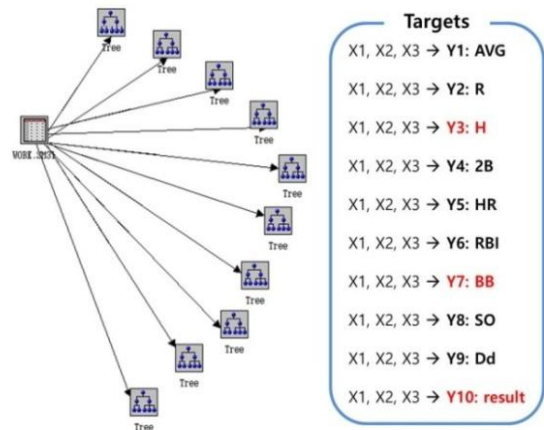 Tree
Tree
Tree
Tree
Tree
Tree
Tree
Tree
Tree
Tree
Targets
X1, X2, X3 → Y1: AVG
X1, X2, X3 → Y2: R
X1, X2, X3 → Y3: H
X1, X2, X3 → Y4: 2B
X1, X2, X3 → Y5: HR
X1, X2, X3 → Y6: RBI
X1, X2, X3 → Y7: BB
X1, X2, X3 → Y8: SO
X1, X2, X3 → Y9: Dd
X1, X2, X3 → Y10: result